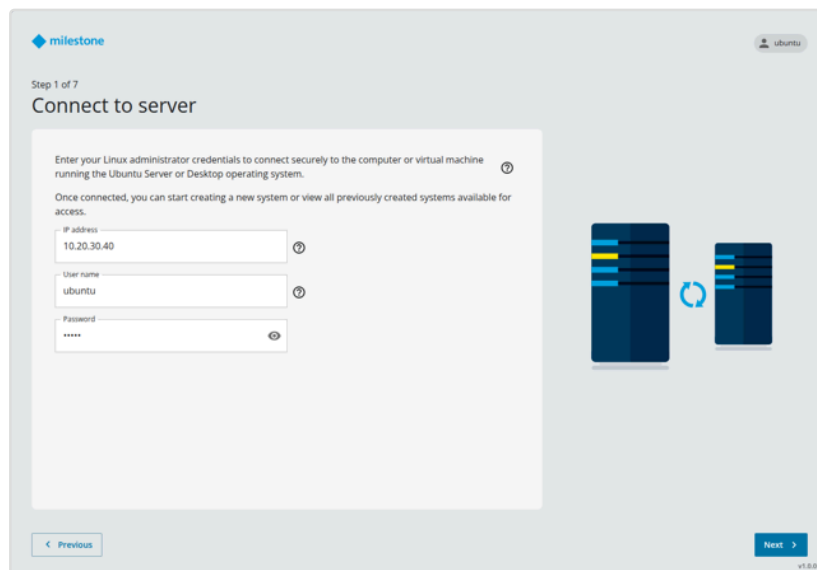 milestone
ubuntu
Step 1 of 7
Connect to server
Enter your Linux administrator credentials to connect securely to the computer or virtual machine
running the Ubuntu Server or Desktop operating system.
Once connected, you can start creating a new system or view all previously created systems available for
access.
IP address
10.20.30.40
User name
ubuntu
Password
•••••
Previous
Next
v1.0.0